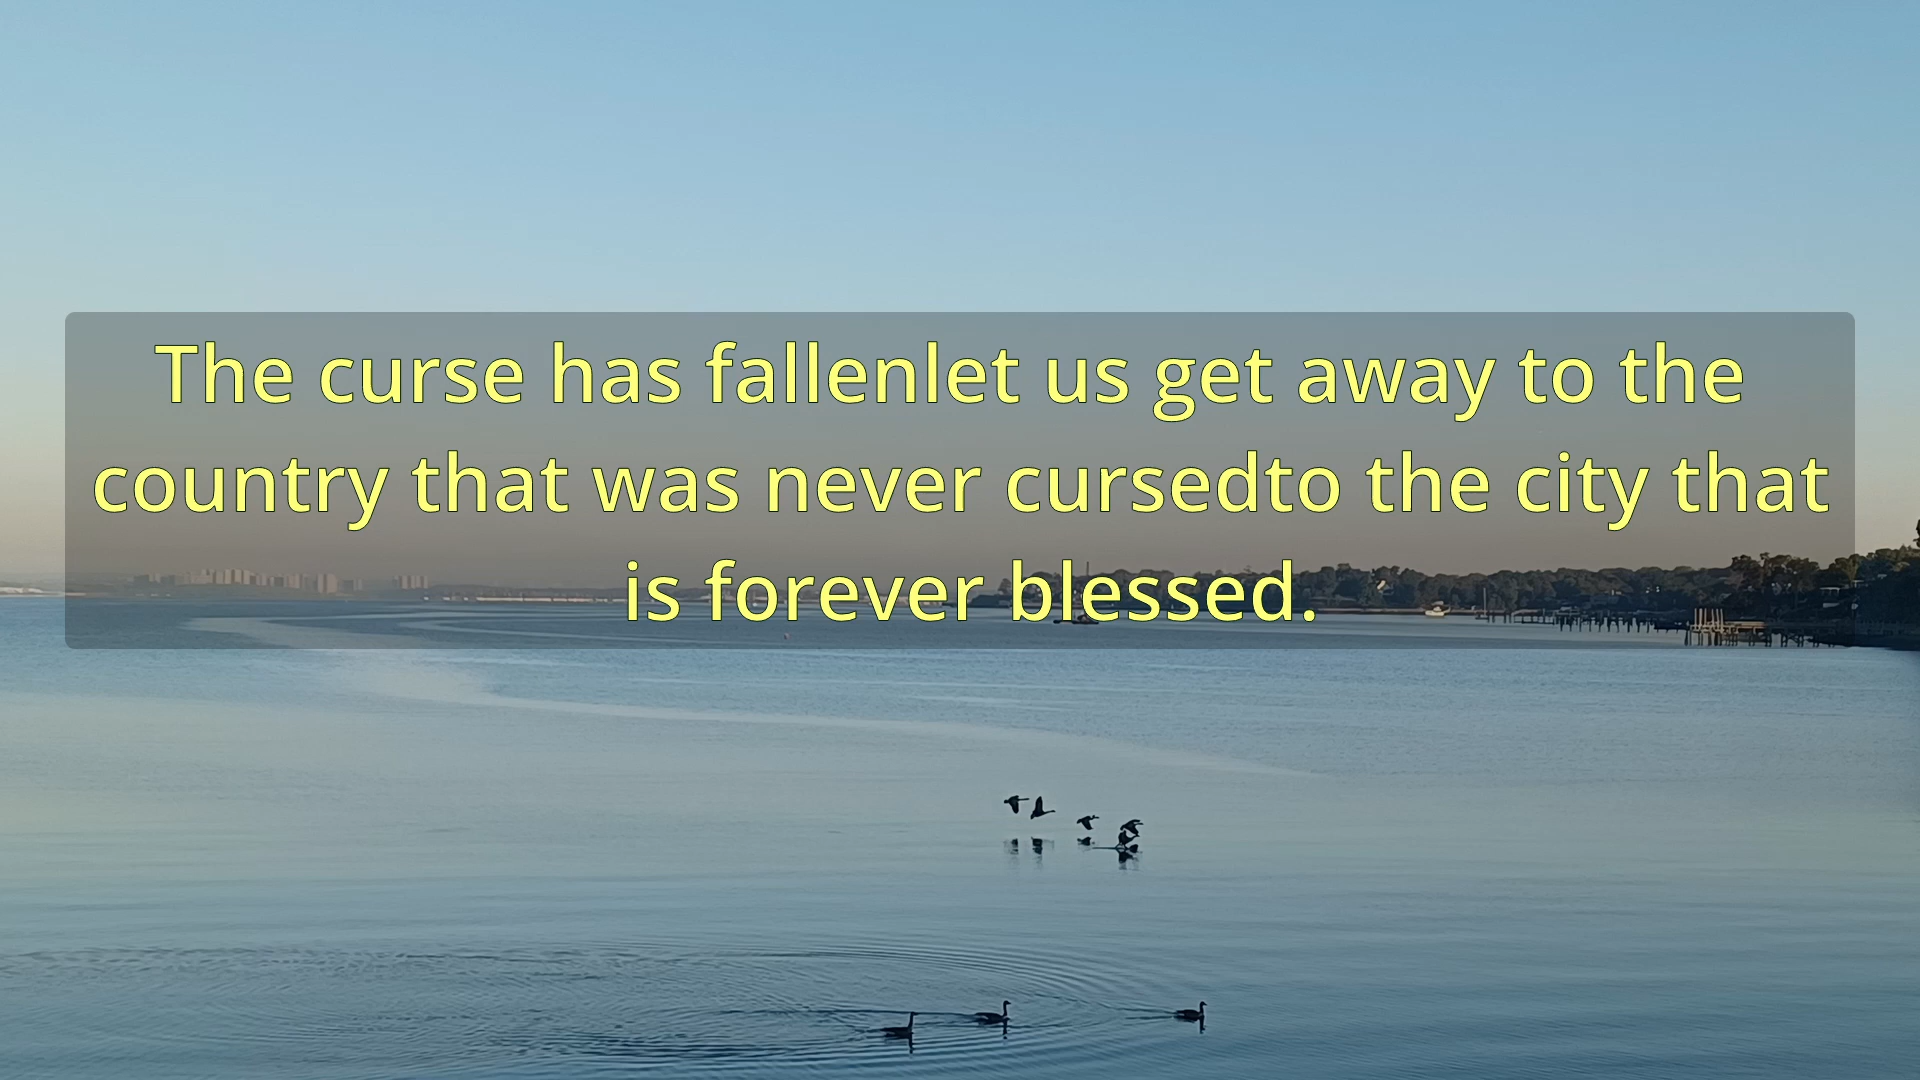 The curse has fallenlet us get away to the
country that was never cursedto the city that
is forever blessed.